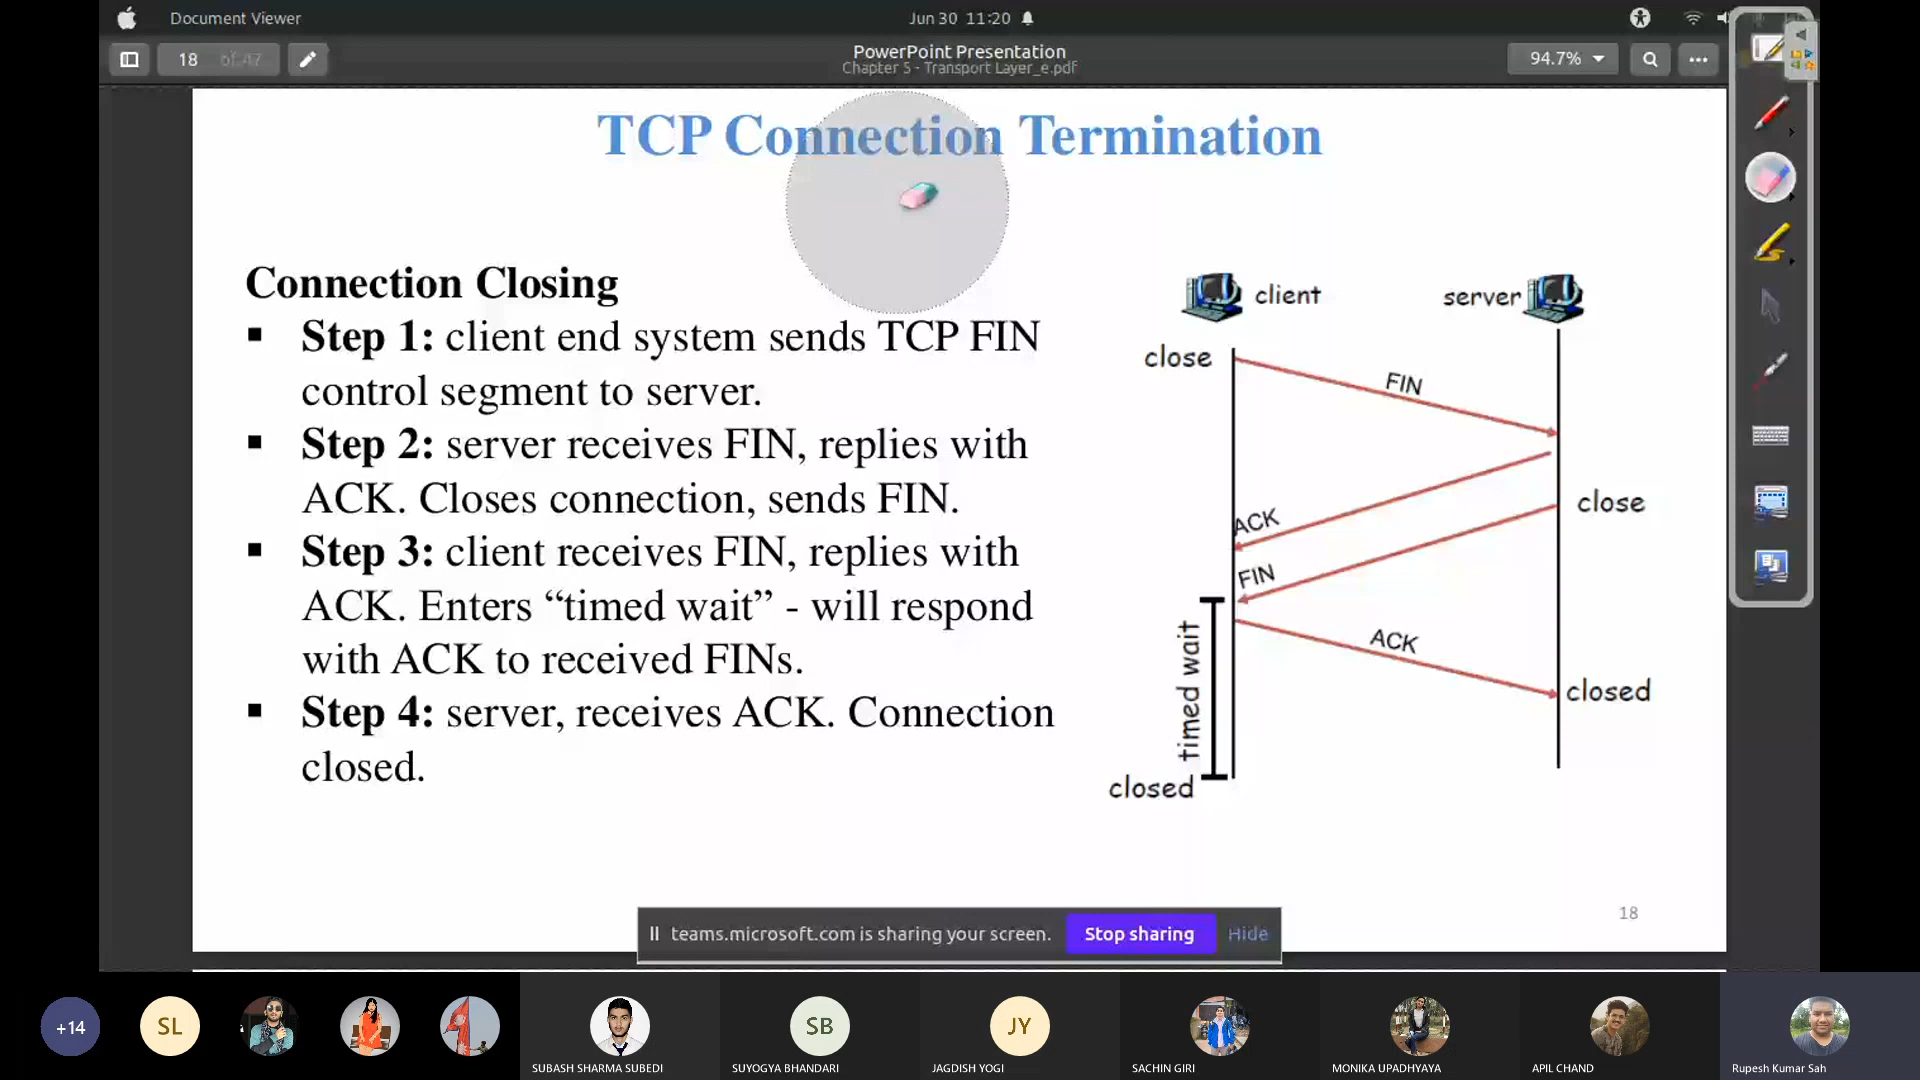 Document Viewer
Jun 30 11:20
18 of 47
PowerPoint Presentation
Chapter 5 - Transport Layer_e.pdf
94.7%
TCP Connection Termination
Connection Closing
▪ Step 1: client end system sends TCP FIN
control segment to server.
▪ Step 2: server receives FIN, replies with
ACK. Closes connection, sends FIN.
▪ Step 3: client receives FIN, replies with
ACK. Enters “timed wait” - will respond
with ACK to received FINs.
▪ Step 4: server, receives ACK. Connection
closed.
client
server
close
FIN
ACK
close
FIN
timed wait
ACK
closed
closed
18
teams.microsoft.com is sharing your screen.
Stop sharing
Hide
+14
SL
SB
JY
SUBASH SHARMA SUBEDI
SUYOGYA BHANDARI
JAGDISH YOGI
SACHIN GIRI
MONIKA UPADHYAYA
APIL CHAND
Rupesh Kumar Sah